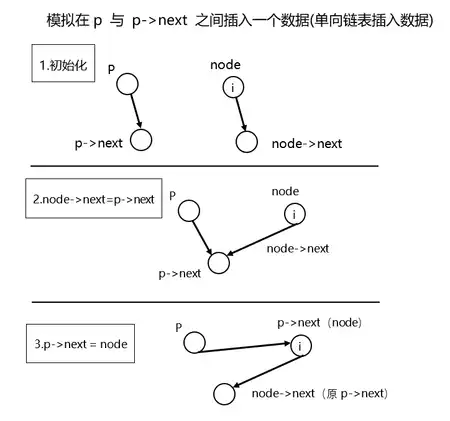 模拟在p 与 p->next 之间插入一个数据(单向链表插入数据)
1.初始化
P
node
i
p->next
node->next
2.node->next=p->next
P
node
i
node->next
p->next
3.p->next = node
P
p->next（node）
i
node->next（原 p->next）